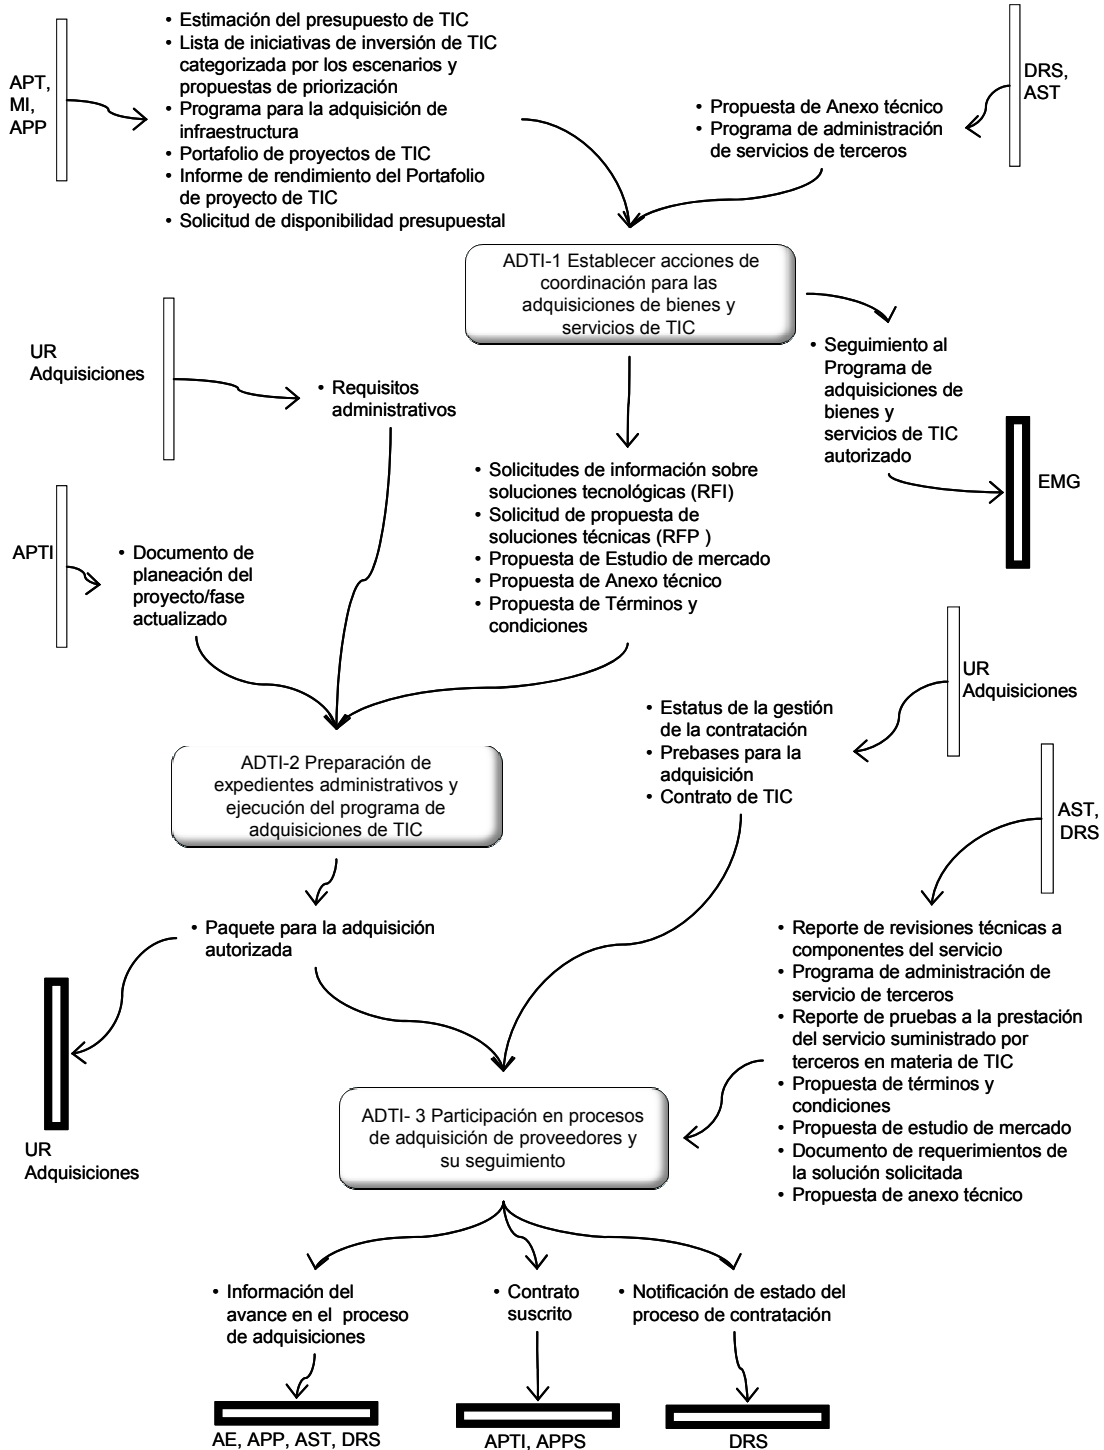 APT,
MI,
APP
• Estimación del presupuesto de TIC
• Lista de iniciativas de inversión de TIC
categorizada por los escenarios y
propuestas de priorización
• Programa para la adquisición de
infraestructura
• Portafolio de proyectos de TIC
• Informe de rendimiento del Portafolio
de proyecto de TIC
• Solicitud de disponibilidad presupuestal
DRS,
AST
• Propuesta de Anexo técnico
• Programa de administración
de servicios de terceros
ADTI-1 Establecer acciones de
coordinación para las
adquisiciones de bienes y
servicios de TIC
UR
Adquisiciones
• Requisitos
administrativos
• Seguimiento al
Programa de
adquisiciones de
bienes y
servicios de TIC
autorizado
EMG
APTI
• Documento de
planeación del
proyecto/fase
actualizado
• Solicitudes de información sobre
soluciones tecnológicas (RFI)
• Solicitud de propuesta de
soluciones técnicas (RFP )
• Propuesta de Estudio de mercado
• Propuesta de Anexo técnico
• Propuesta de Términos y
condiciones
UR
Adquisiciones
• Estatus de la gestión
de la contratación
• Prebases para la
adquisición
• Contrato de TIC
ADTI-2 Preparación de
expedientes administrativos y
ejecución del programa de
adquisiciones de TIC
AST,
DRS
• Paquete para la adquisición
autorizada
UR
Adquisiciones
• Reporte de revisiones técnicas a
componentes del servicio
• Programa de administración de
servicio de terceros
• Reporte de pruebas a la prestación
del servicio suministrado por
terceros en materia de TIC
• Propuesta de términos y
condiciones
• Propuesta de estudio de mercado
• Documento de requerimientos de
la solución solicitada
• Propuesta de anexo técnico
ADTI- 3 Participación en procesos
de adquisición de proveedores y
su seguimiento
• Información del
avance en el proceso
de adquisiciones
• Contrato
suscrito
• Notificación de estado del
proceso de contratación
AE, APP, AST, DRS
APTI, APPS
DRS